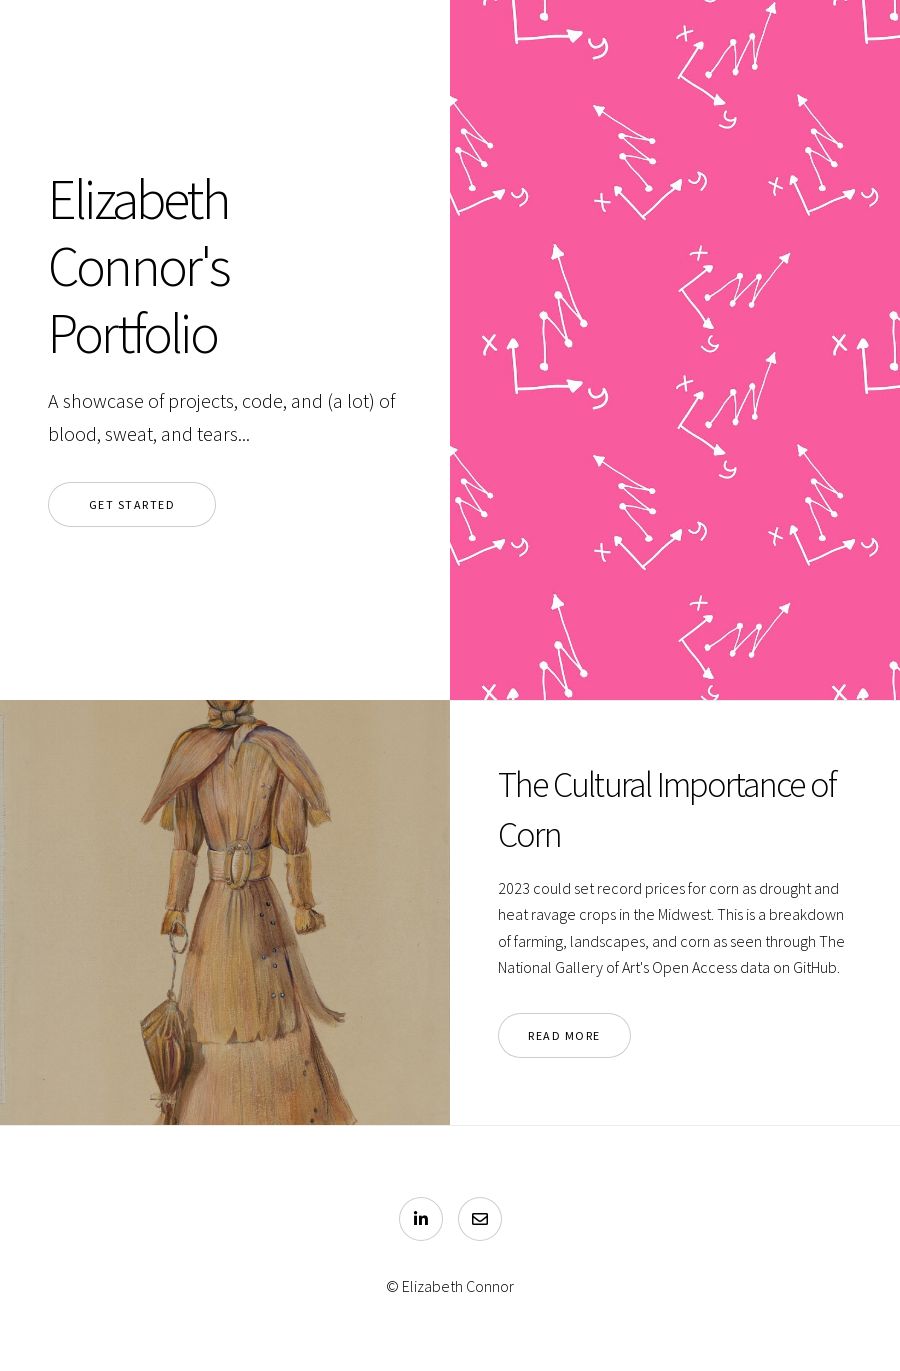 Elizabeth
Connor's
Portfolio
A showcase of projects, code, and (a lot) of
blood, sweat, and tears...
GET STARTED
x
y
The Cultural Importance of
Corn
2023 could set record prices for corn as drought and
heat ravage crops in the Midwest. This is a breakdown
of farming, landscapes, and corn as seen through The
National Gallery of Art's Open Access data on GitHub.
READ MORE
in
© Elizabeth Connor